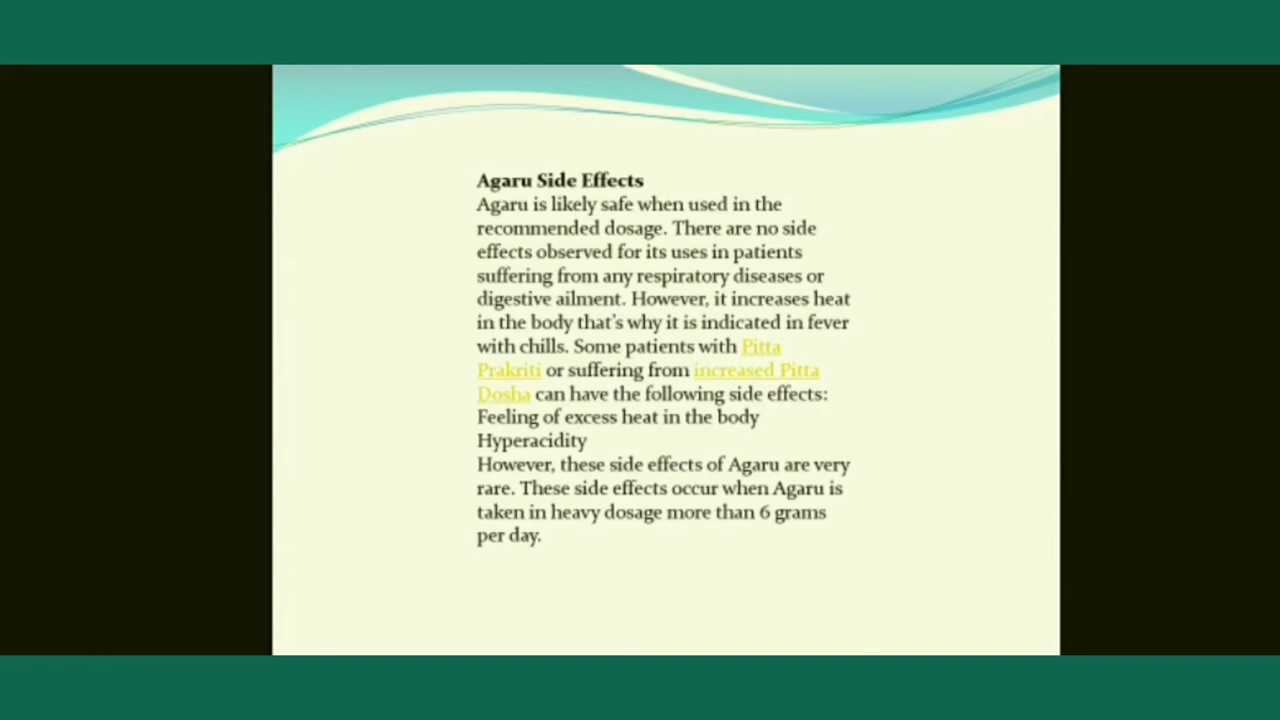 Agaru Side Effects
Agaru is likely safe when used in the
recommended dosage. There are no side
effects observed for its uses in patients
suffering from any respiratory diseases or
digestive ailment. However, it increases heat
in the body that's why it is indicated in fever
with chills. Some patients with Pitta
Prakriti or suffering from increased Pitta
Dosha can have the following side effects:
Feeling of excess heat in the body
Hyperacidity
However, these side effects of Agaru are very
rare. These side effects occur when Agaru is
taken in heavy dosage more than 6 grams
per day.